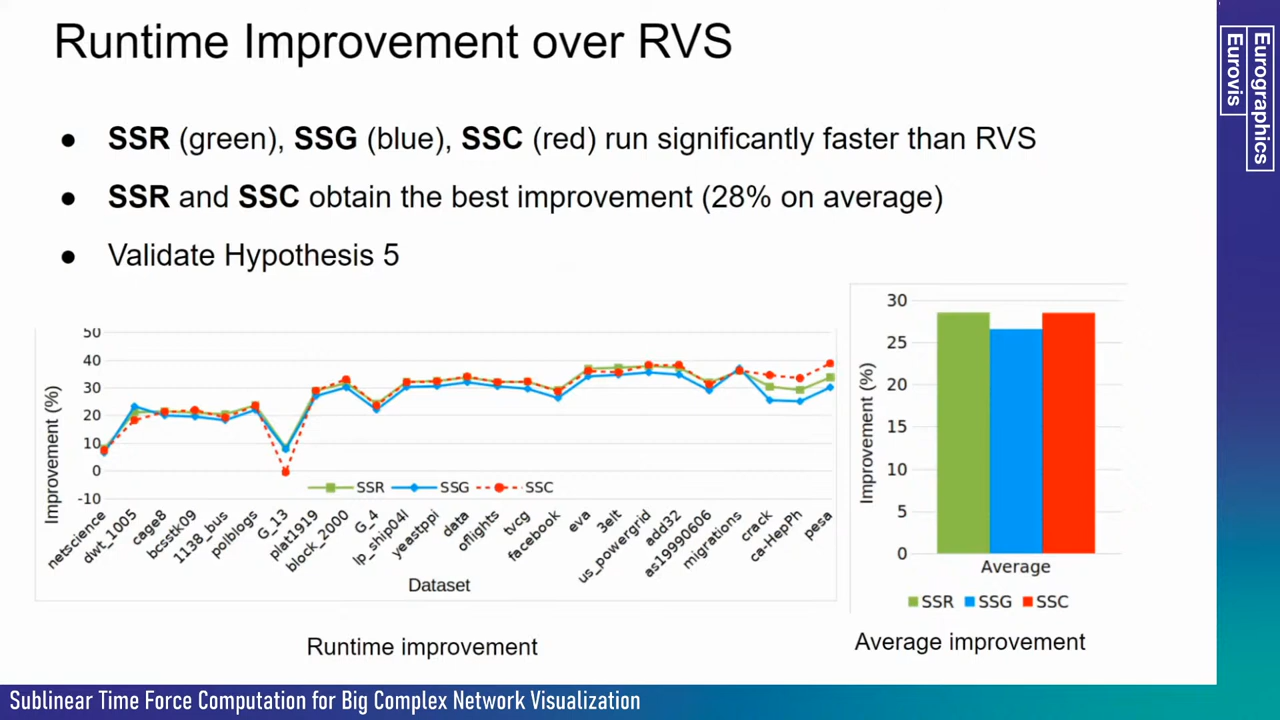 Runtime Improvement over RVS
Eurovis
Eurographics
● SSR (green), SSG (blue), SSC (red) run significantly faster than RVS
● SSR and SSC obtain the best improvement (28% on average)
● Validate Hypothesis 5
50
40
30
20
10
0
-10
Improvement (%)
SSR SSG SSC
netscience
dwt_1005
cage8
bcsstk09
1138_bus
polblogs
G_13
plat1919
block_2000
G_4
lp_ship04l
yeastppi
data
oflights
tvcg
facebook
eva
3elt
us_powergrid
add32
as19990606
migrations
crack
ca-HepPh
pesa
Dataset
Runtime improvement
30
25
20
15
10
5
0
Improvement (%)
Average
SSR SSG SSC
Average improvement
Sublinear Time Force Computation for Big Complex Network Visualization